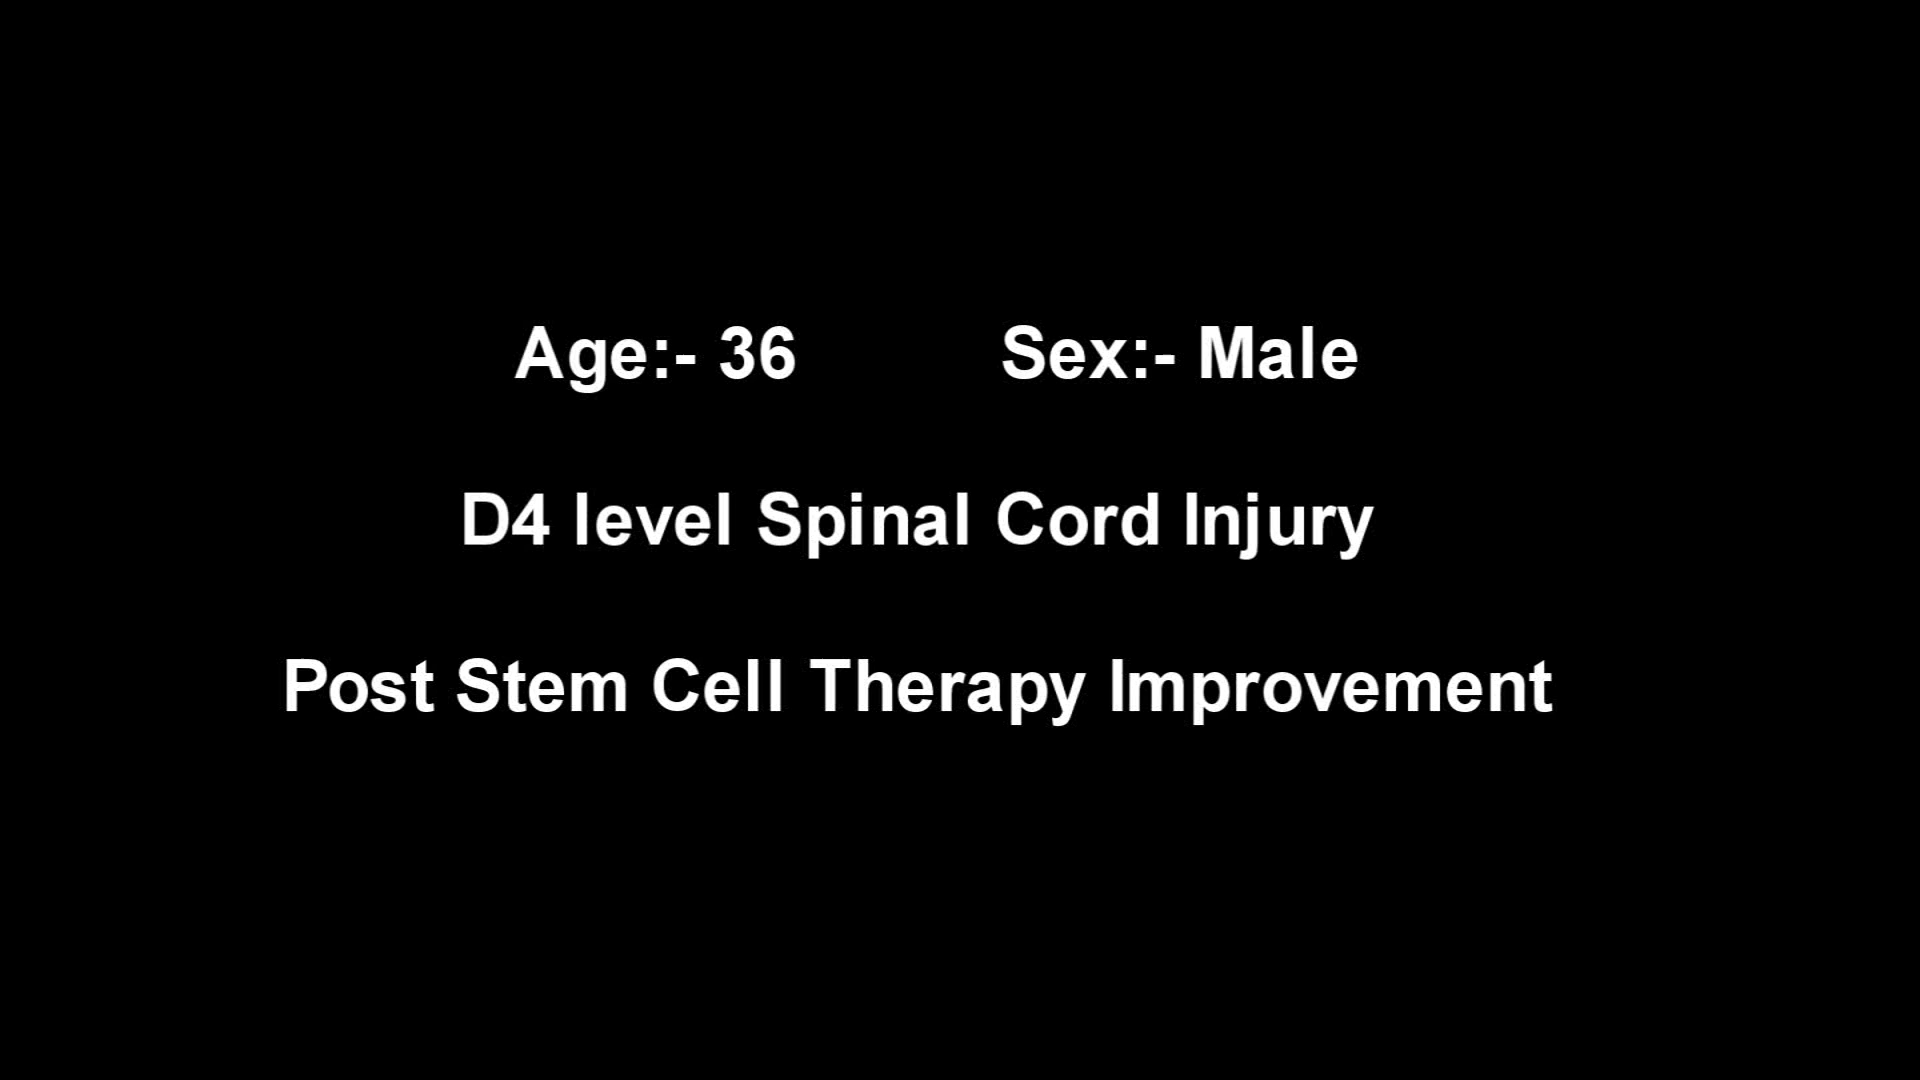 Age:- 36 Sex:- Male
D4 level Spinal Cord Injury
Post Stem Cell Therapy Improvement